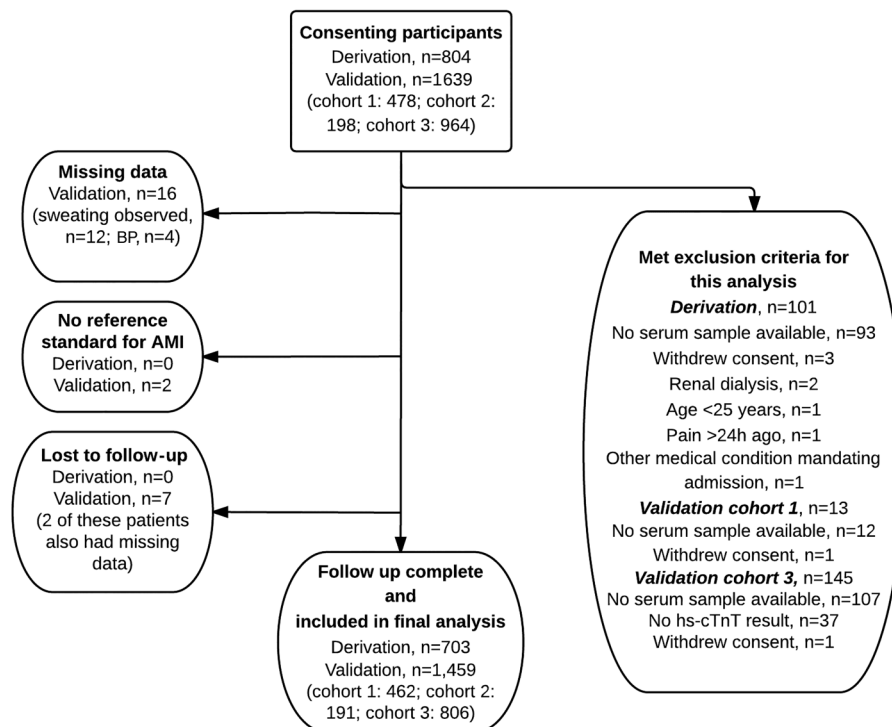 Consenting participants
Derivation, n=804
Validation, n=1639
(cohort 1: 478; cohort 2:
198; cohort 3: 964)
Missing data
Validation, n=16
(sweating observed,
n=12; BP, n=4)
No reference
standard for AMI
Derivation, n=0
Validation, n=2
Lost to follow-up
Derivation, n=0
Validation, n=7
(2 of these patients
also had missing
data)
Met exclusion criteria for
this analysis
Derivation, n=101
No serum sample available, n=93
Withdrew consent, n=3
Renal dialysis, n=2
Age <25 years, n=1
Pain >24h ago, n=1
Other medical condition mandating
admission, n=1
Validation cohort 1, n=13
No serum sample available, n=12
Withdrew consent, n=1
Validation cohort 3, n=145
No serum sample available, n=107
No hs-cTnT result, n=37
Withdrew consent, n=1
Follow up complete
and
included in final analysis
Derivation, n=703
Validation, n=1,459
(cohort 1: 462; cohort 2:
191; cohort 3: 806)